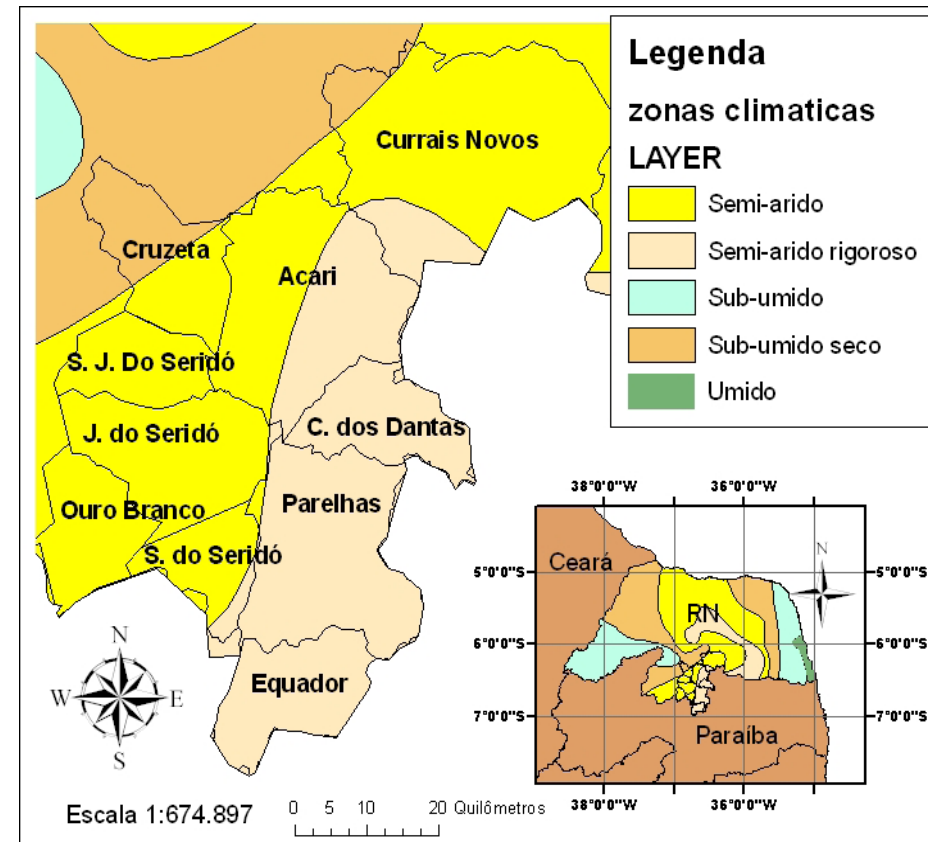 Legenda
zonas climaticas
LAYER
Semi-arido
Semi-arido rigoroso
Sub-umido
Sub-umido seco
Umido
Currais Novos
Cruzeta
Acari
S. J. Do Seridó
J. do Seridó
C. dos Dantas
Ouro Branco
Parelhas
S. do Seridó
Equador
N
W
E
S
Escala 1:674.897
0 5 10 20 Quilômetros
38°0'0"W 36°0'0"W
N
Ceará
5°0'0"S 5°0'0"S
RN
6°0'0"S 6°0'0"S
7°0'0"S 7°0'0"S
Paraíba
38°0'0"W 36°0'0"W